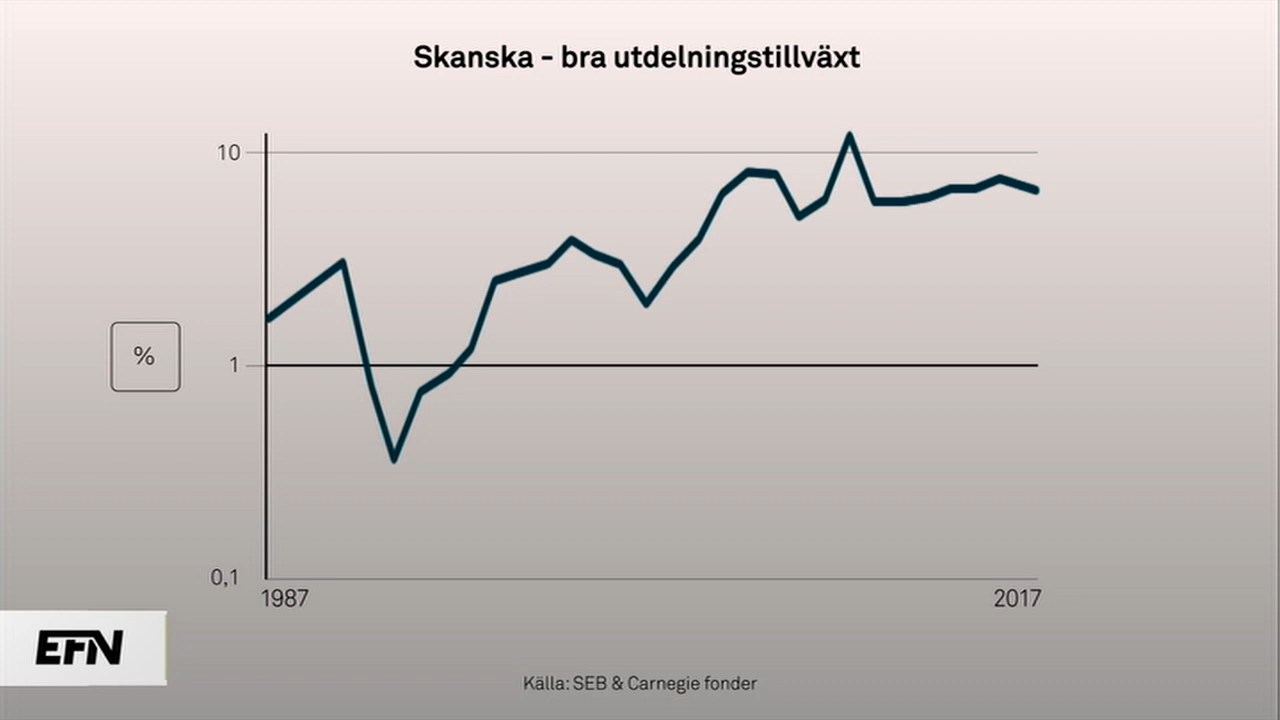 Skanska - bra utdelningstillväxt
10
%
1
0,1
1987
2017
EFN
Källa: SEB & Carnegie fonder